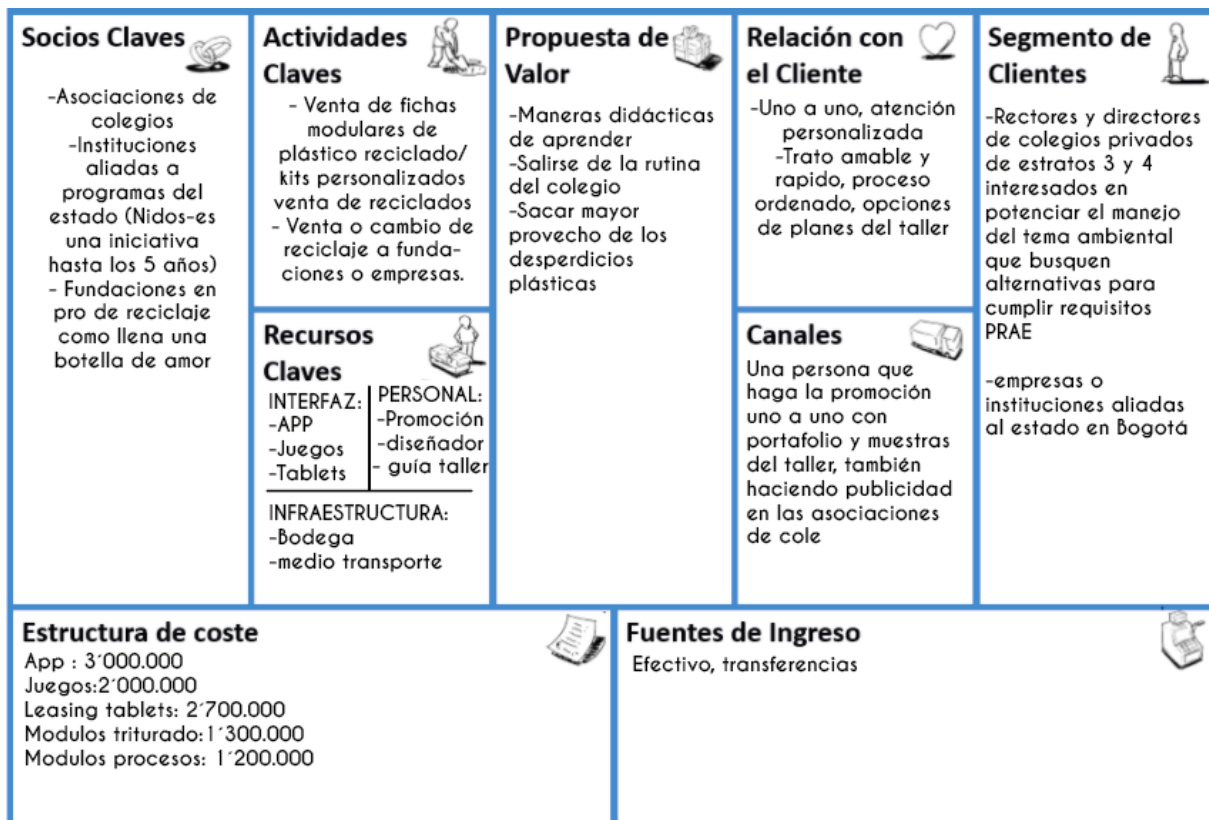 Socios Claves
-Asociaciones de
colegios
-Instituciones
aliadas a
programas del
estado (Nidos-es
una iniciativa
hasta los 5 años)
- Fundaciones en
pro de reciclaje
como llena una
botella de amor
Actividades
Claves
- Venta de fichas
modulares de
plástico reciclado/
kits personalizados
venta de reciclados
- Venta o cambio de
reciclaje a funda-
ciones o empresas.
Recursos
Claves
INTERFAZ:
-APP
-Juegos
-Tablets
PERSONAL:
-Promoción
-diseñador
- guía taller
INFRAESTRUCTURA:
-Bodega
-medio transporte
Propuesta de
Valor
-Maneras didácticas
de aprender
-Salirse de la rutina
del colegio
-Sacar mayor
provecho de los
desperdicios
plásticas
Relación con
el Cliente
-Uno a uno, atención
personalizada
-Trato amable y
rapido, proceso
ordenado, opciones
de planes del taller
Canales
Una persona que
haga la promoción
uno a uno con
portafolio y muestras
del taller, también
haciendo publicidad
en las asociaciones
de cole
Segmento de
Clientes
-Rectores y directores
de colegios privados
de estratos 3 y 4
interesados en
potenciar el manejo
del tema ambiental
que busquen
alternativas para
cumplir requisitos
PRAE
-empresas o
instituciones aliadas
al estado en Bogotá
Estructura de coste
App : 3´000.000
Juegos:2´000.000
Leasing tablets: 2´700.000
Modulos triturado:1´300.000
Modulos procesos: 1´200.000
Fuentes de Ingreso
Efectivo, transferencias